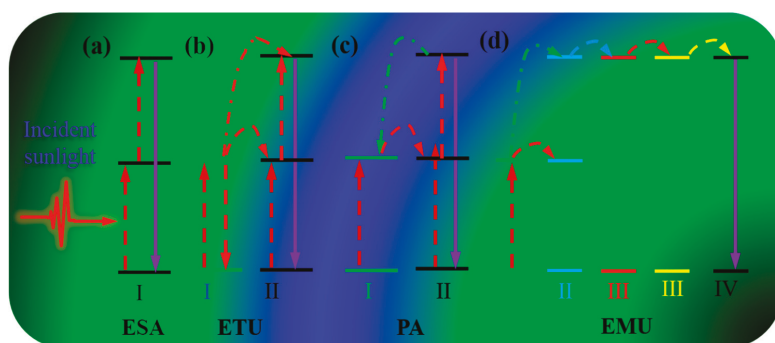 (a)
(b)
(c)
(d)
Incident
sunlight
I
I
II
I
II
II
III
III
IV
ESA
ETU
PA
EMU